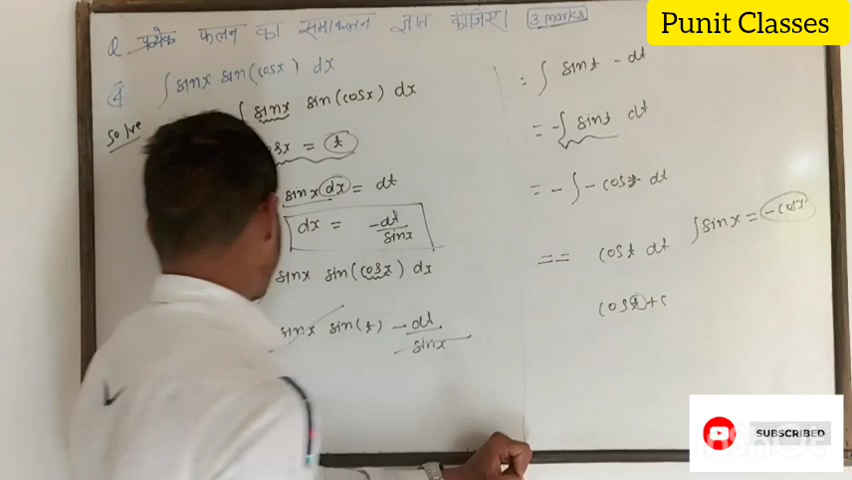 Punit Classes
Q प्रत्येक फलन का समाकलन ज्ञात कीजिए। 3 marks
4 ∫ sinx sin(cosx) dx
Solve
∫ sinx sin(cosx) dx
= t
sinx dx = dt
dx = -dt/sinx
sinx sin(cosx) dx
sinx sin(t) -dt/sinx
= ∫ sint - dt
= -∫ sint dt
= - ∫ - cost dt
∫sinx = -cosx
== cost dt
cost+c
SUBSCRIBED